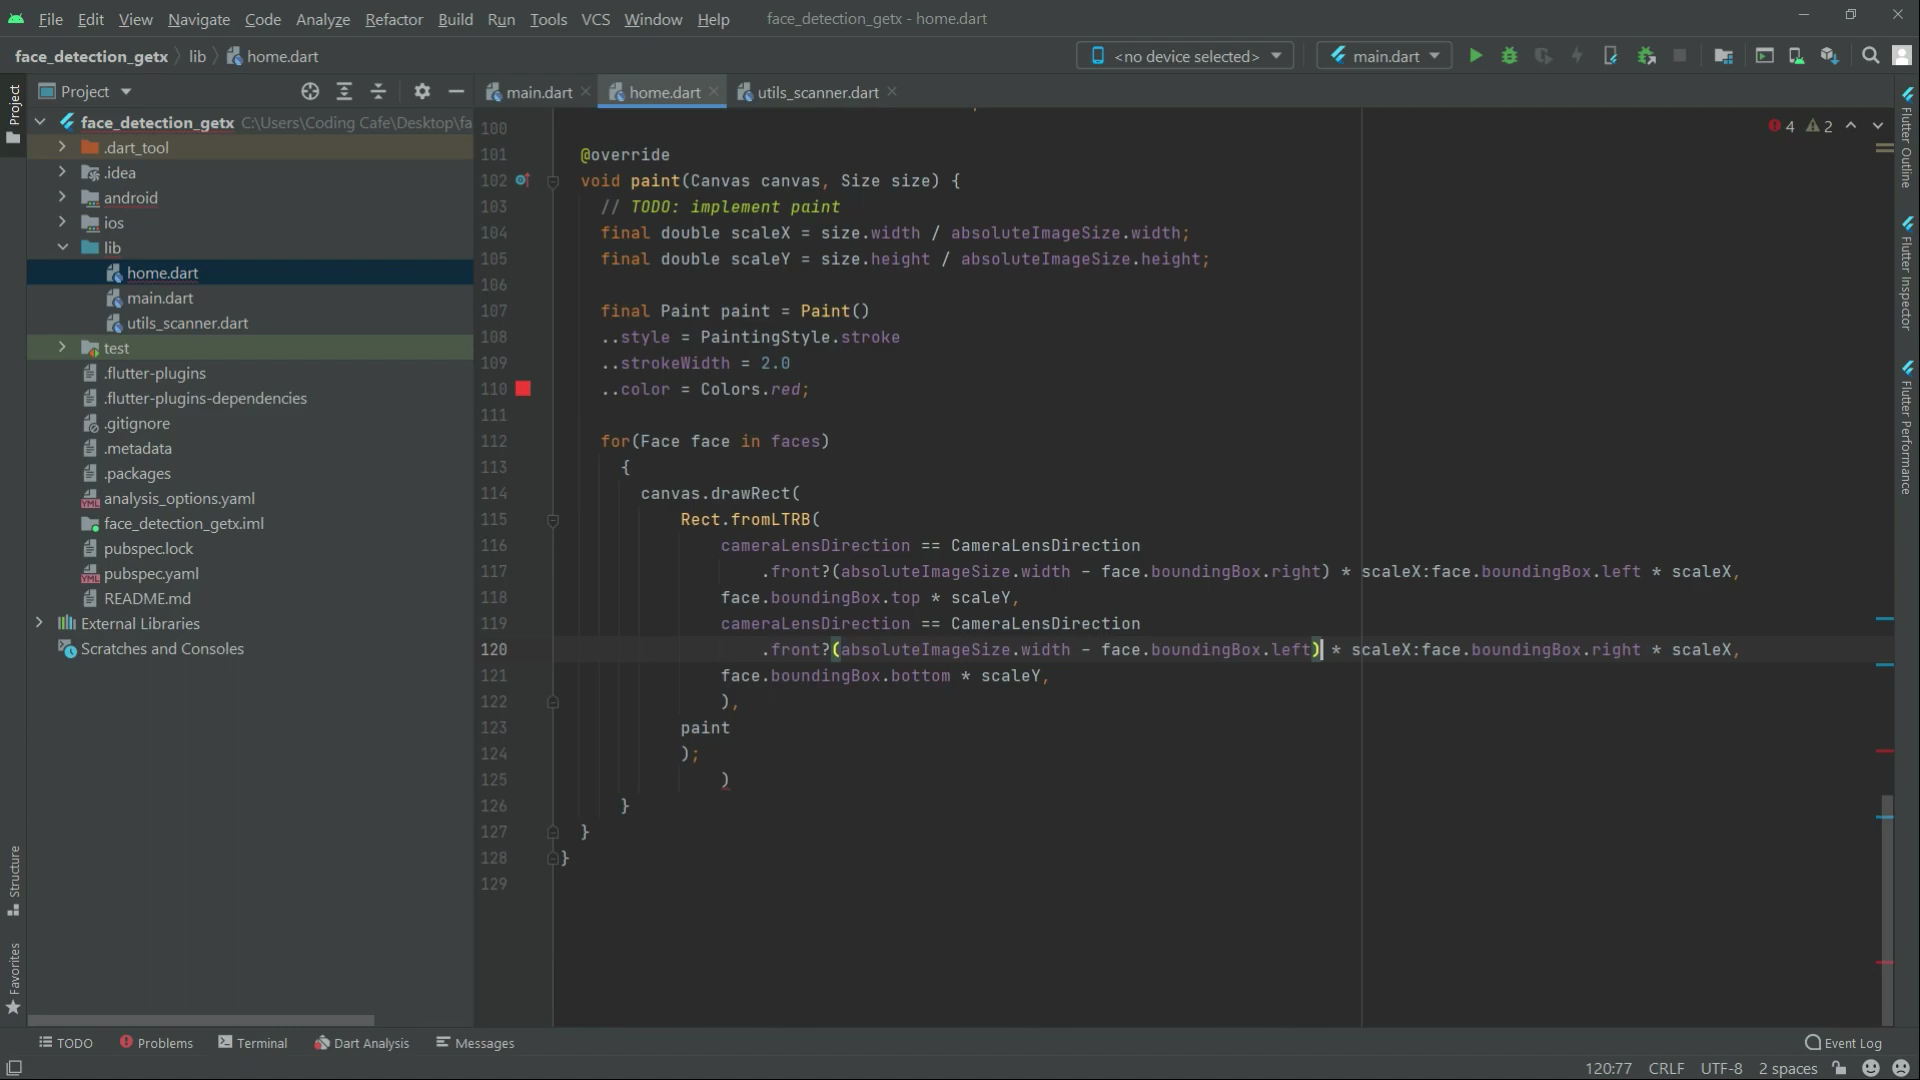 File Edit View Navigate Code Analyze Refactor Build Run Tools VCS Window Help face_detection_getx - home.dart
face_detection_getx lib home.dart <no device selected> main.dart
Project
Project main.dart home.dart utils_scanner.dart
face_detection_getx C:\Users\Coding Cafe\Desktop\fa
.dart_tool
.idea
android
ios
lib
home.dart
main.dart
utils_scanner.dart
test
.flutter-plugins
.flutter-plugins-dependencies
.gitignore
.metadata
.packages
analysis_options.yaml
face_detection_getx.iml
pubspec.lock
pubspec.yaml
README.md
External Libraries
Scratches and Consoles
4 2
100
101 @override
102 void paint(Canvas canvas, Size size) {
103 // TODO: implement paint
104 final double scaleX = size.width / absoluteImageSize.width;
105 final double scaleY = size.height / absoluteImageSize.height;
106
107 final Paint paint = Paint()
108 ..style = PaintingStyle.stroke
109 ..strokeWidth = 2.0
110 ..color = Colors.red;
111
112 for(Face face in faces)
113 {
114 canvas.drawRect(
115 Rect.fromLTRB(
116 cameraLensDirection == CameraLensDirection
117 .front?(absoluteImageSize.width - face.boundingBox.right) * scaleX:face.boundingBox.left * scaleX,
118 face.boundingBox.top * scaleY,
119 cameraLensDirection == CameraLensDirection
120 .front?(absoluteImageSize.width - face.boundingBox.left) * scaleX:face.boundingBox.right * scaleX,
121 face.boundingBox.bottom * scaleY,
122 ),
123 paint
124 );
125 )
126 }
127 }
128 }
129
Flutter Outline
Flutter Inspector
Flutter Performance
Structure
Favorites
TODO Problems Terminal Dart Analysis Messages Event Log
120:77 CRLF UTF-8 2 spaces